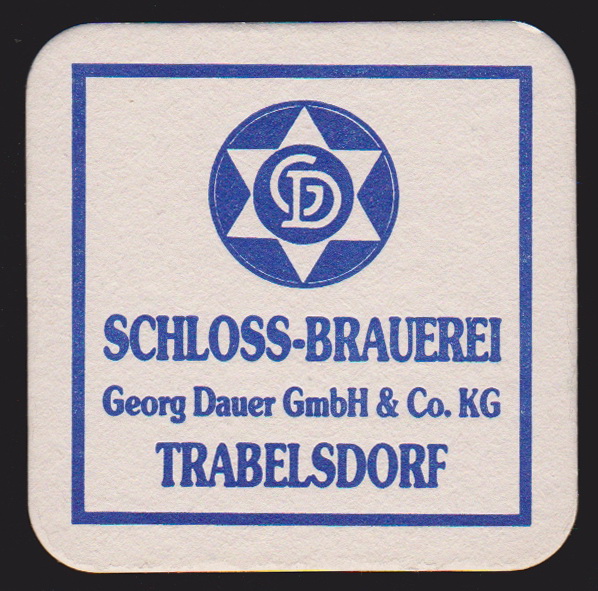 GD
SCHLOSS-BRAUEREI
Georg Dauer GmbH & Co. KG
TRABELSDORF